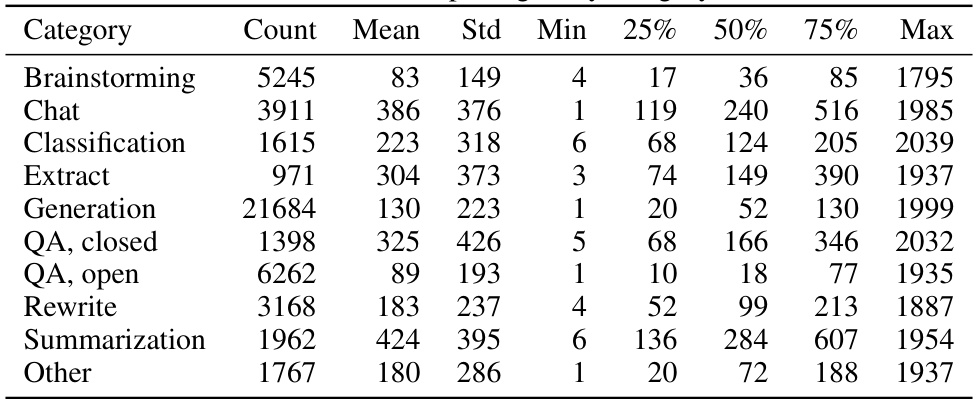 Category Count Mean Std Min 25% 50% 75% Max
Brainstorming 5245 83 149 4 17 36 85 1795
Chat 3911 386 376 1 119 240 516 1985
Classification 1615 223 318 6 68 124 205 2039
Extract 971 304 373 3 74 149 390 1937
Generation 21684 130 223 1 20 52 130 1999
QA, closed 1398 325 426 5 68 166 346 2032
QA, open 6262 89 193 1 10 18 77 1935
Rewrite 3168 183 237 4 52 99 213 1887
Summarization 1962 424 395 6 136 284 607 1954
Other 1767 180 286 1 20 72 188 1937